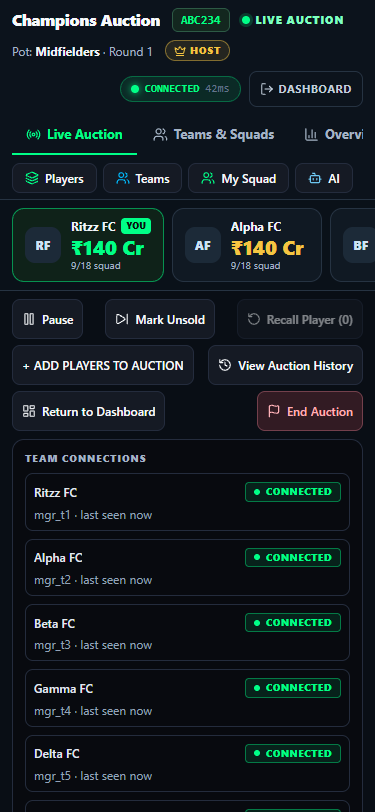 Champions Auction ABC234 LIVE AUCTION
Pot: Midfielders · Round 1 HOST
CONNECTED 42ms DASHBOARD
Live Auction Teams & Squads Overvi
Players Teams My Squad AI
RF Ritzz FC YOU ₹140 Cr 9/18 squad
AF Alpha FC ₹140 Cr 9/18 squad
BF
Pause Mark Unsold Recall Player (0)
+ ADD PLAYERS TO AUCTION View Auction History
Return to Dashboard End Auction
TEAM CONNECTIONS
Ritzz FC CONNECTED
mgr_t1 · last seen now
Alpha FC CONNECTED
mgr_t2 · last seen now
Beta FC CONNECTED
mgr_t3 · last seen now
Gamma FC CONNECTED
mgr_t4 · last seen now
Delta FC CONNECTED
mgr_t5 · last seen now